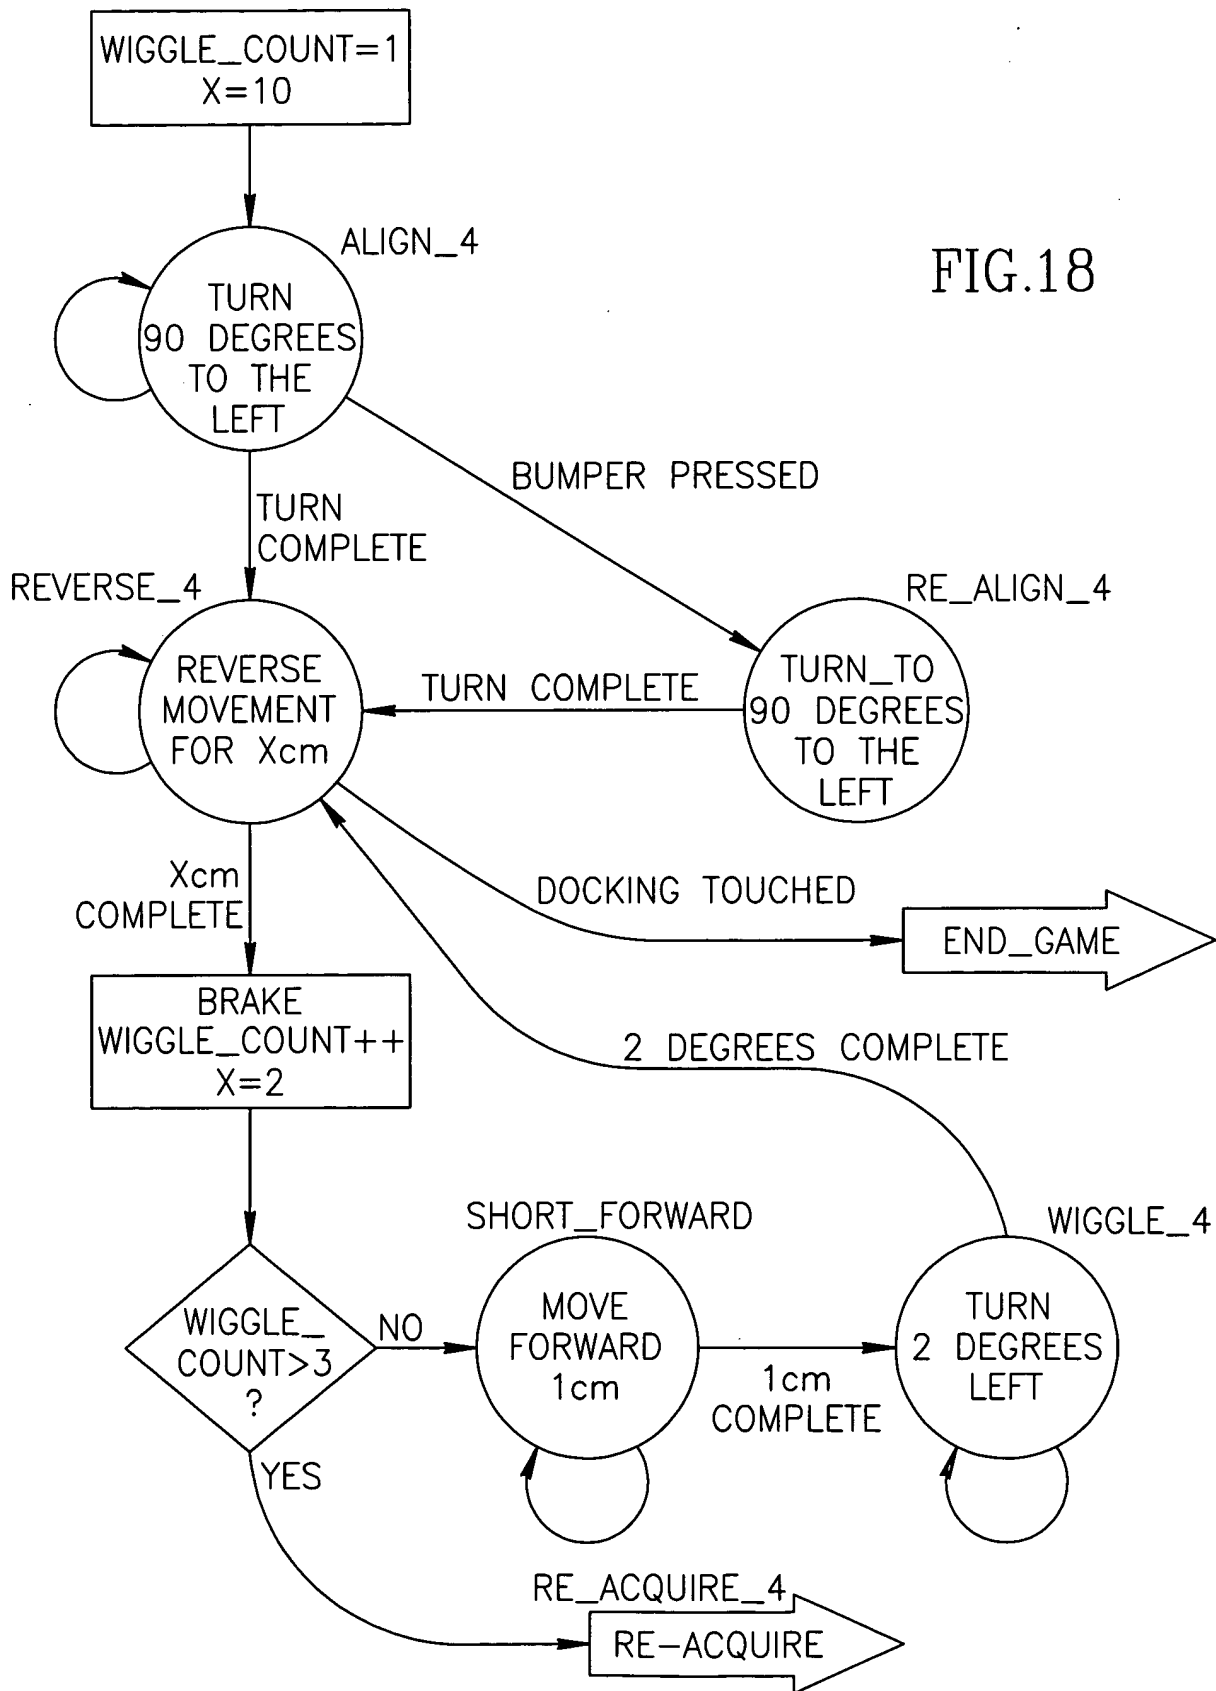 WIGGLE_COUNT=1
X=10
ALIGN_4
FIG.18
TURN
90 DEGREES
TO THE
LEFT
BUMPER PRESSED
TURN
COMPLETE
REVERSE_4
RE_ALIGN_4
REVERSE
MOVEMENT
FOR Xcm
TURN COMPLETE
TURN_TO
90 DEGREES
TO THE
LEFT
Xcm
COMPLETE
DOCKING TOUCHED
END_GAME
BRAKE
WIGGLE_COUNT++
X=2
2 DEGREES COMPLETE
SHORT_FORWARD
WIGGLE_4
WIGGLE_
COUNT>3
?
NO
MOVE
FORWARD
1cm
1cm
COMPLETE
TURN
2 DEGREES
LEFT
YES
RE_ACQUIRE_4
RE-ACQUIRE